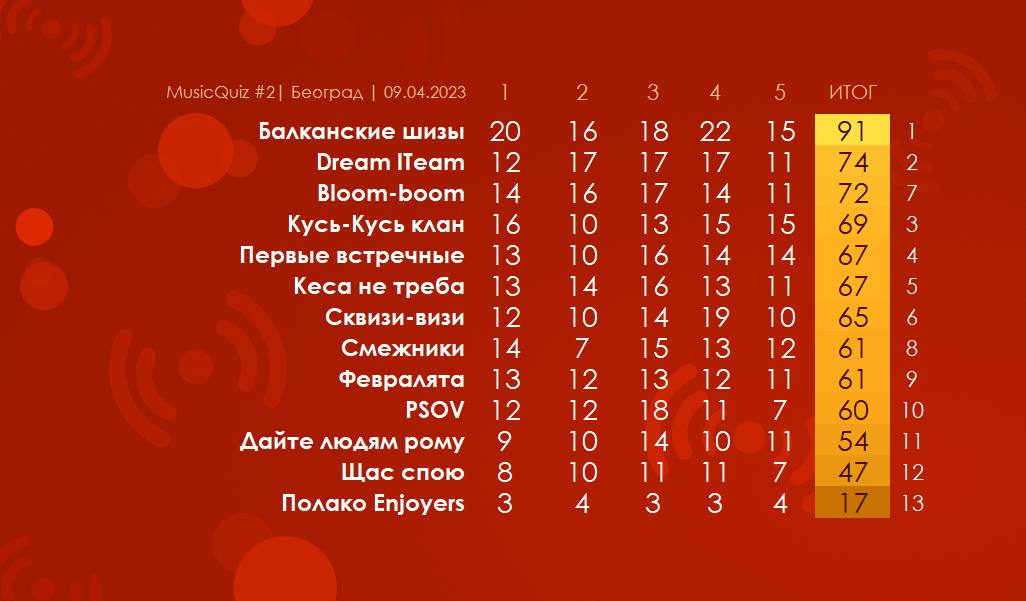 MusicQuiz #2| Београд | 09.04.2023 1 2 3 4 5 ИТОГ
Балканские шизы 20 16 18 22 15 91 1
Dream ITeam 12 17 17 17 11 74 2
Bloom-boom 14 16 17 14 11 72 7
Кусь-Кусь клан 16 10 13 15 15 69 3
Первые встречные 13 10 16 14 14 67 4
Кеса не треба 13 14 16 13 11 67 5
Сквизи-визи 12 10 14 19 10 65 6
Смежники 14 7 15 13 12 61 8
Февралята 13 12 13 12 11 61 9
PSOV 12 12 18 11 7 60 10
Дайте людям рому 9 10 14 10 11 54 11
Щас спою 8 10 11 11 7 47 12
Полако Enjoyers 3 4 3 3 4 17 13